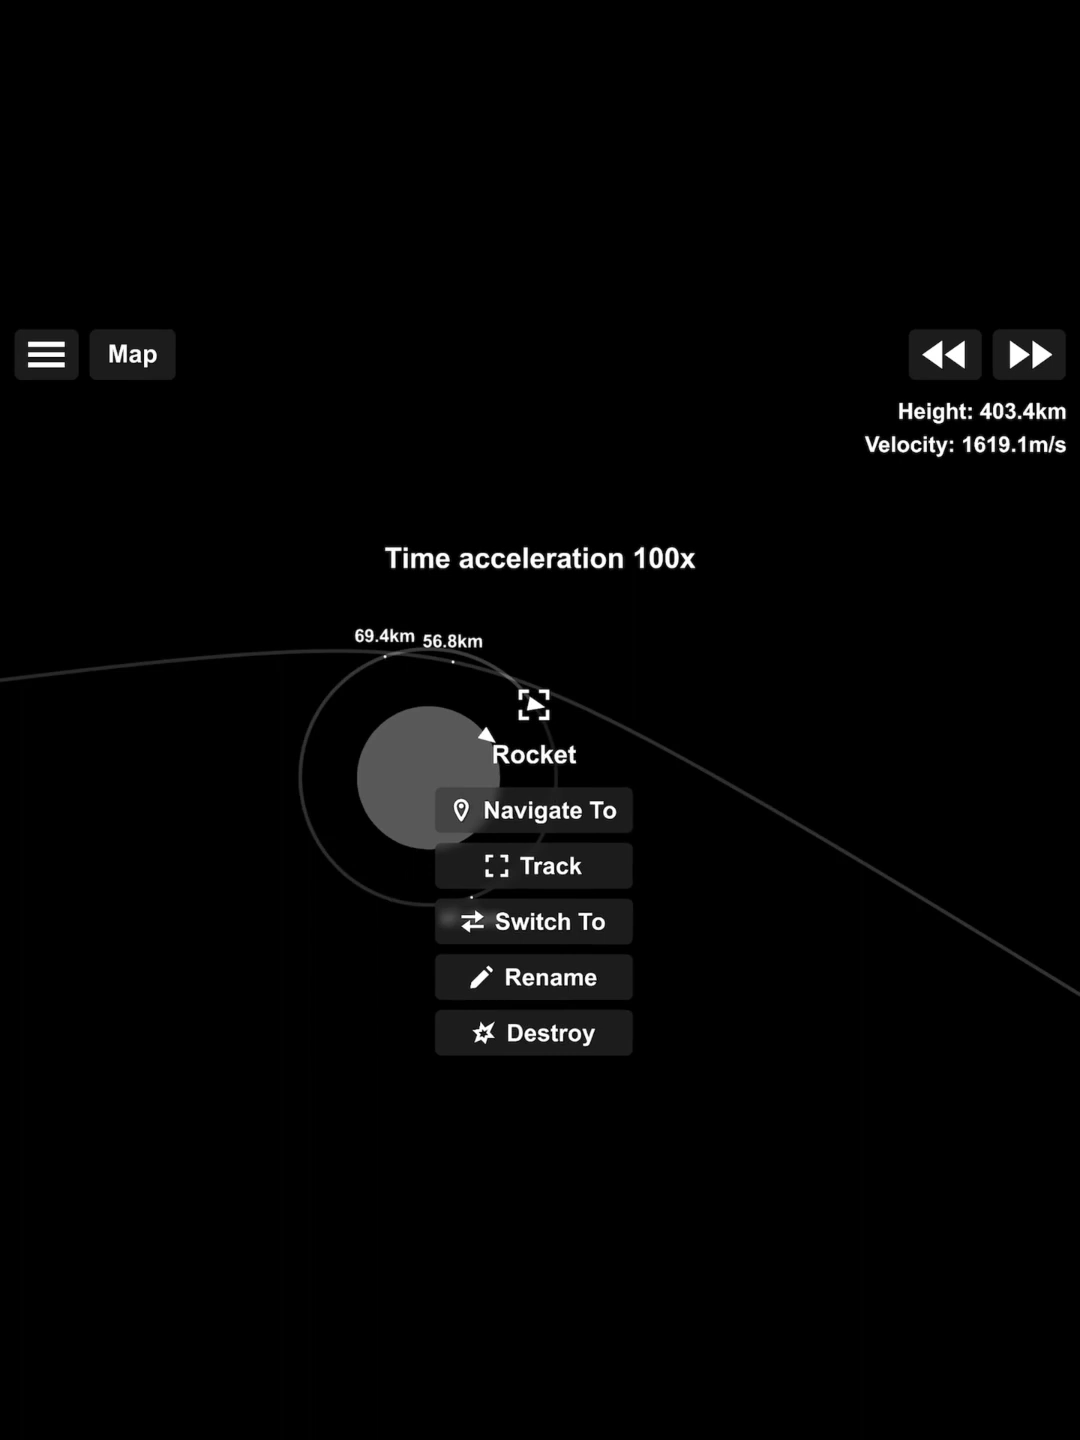 Map
Height: 403.4km
Velocity: 1619.1m/s
Time acceleration 100x
69.4km
56.8km
Rocket
Navigate To
Track
Switch To
Rename
Destroy